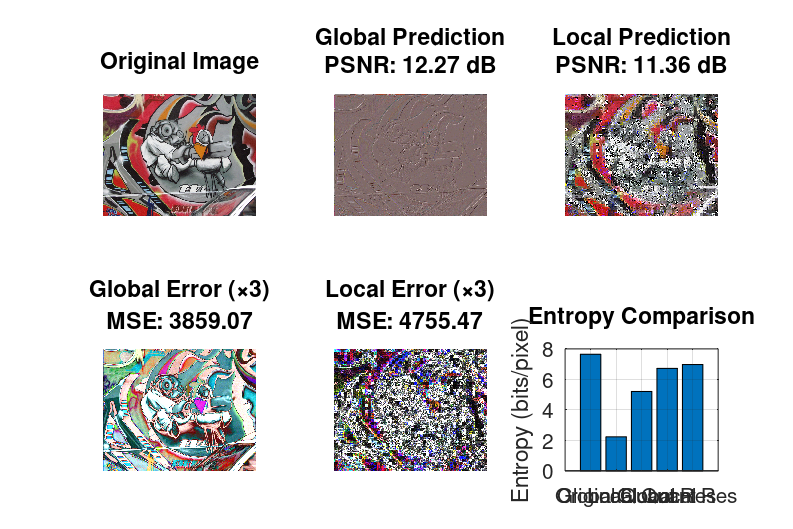 Original Image
Global Prediction
PSNR: 12.27 dB
Local Prediction
PSNR: 11.36 dB
Global Error (×3)
MSE: 3859.07
Local Error (×3)
MSE: 4755.47
Entropy Comparison
Entropy (bits/pixel)
8
6
4
2
0